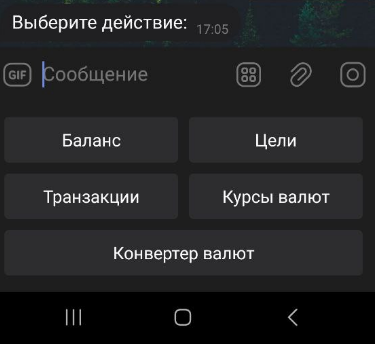 Выберите действие:
17:05
GIF
Сообщение
Баланс
Цели
Транзакции
Курсы валют
Конвертер валют